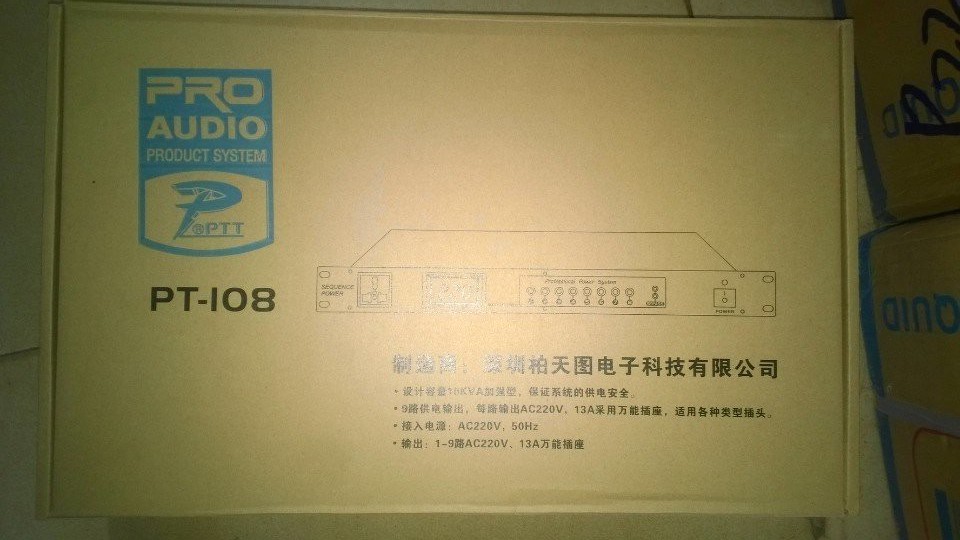 PRO
AUDIO
PRODUCT SYSTEM
®PTT
PT-108
SEQUENCE
POWER
Professional Power System
POWER
制造商：深圳柏天图电子科技有限公司
·设计容量18KVA加强型，保证系统的供电安全。
·9路供电输出，每路输出AC220V，13A采用万能插座，适用各种类型插头。
·接入电源：AC220V，50Hz
·输出：1-9路AC220V、13A万能插座
QUID